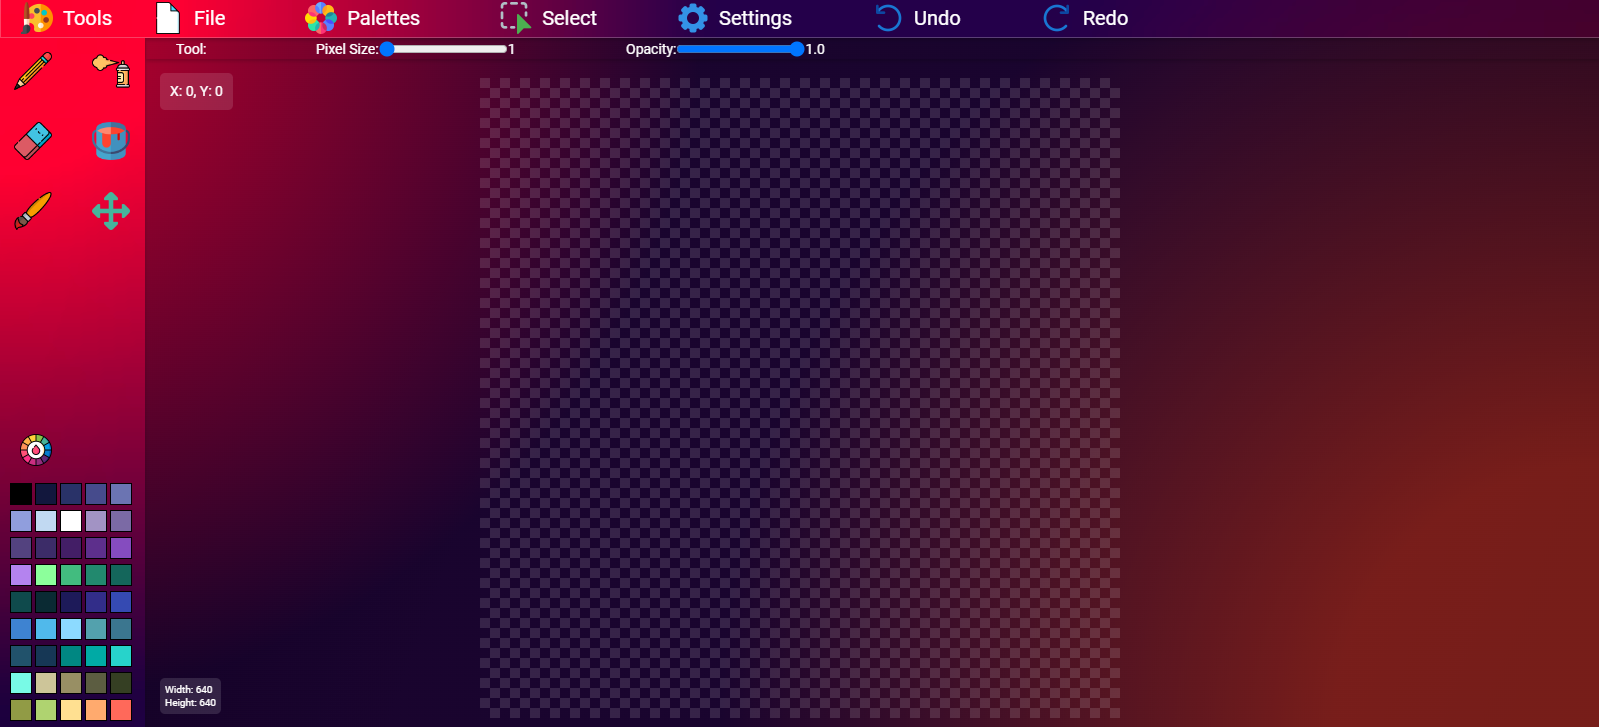 Tools File Palettes Select Settings Undo Redo
Tool: Pixel Size: 1 Opacity: 1.0
X: 0, Y: 0
Width: 640
Height: 640